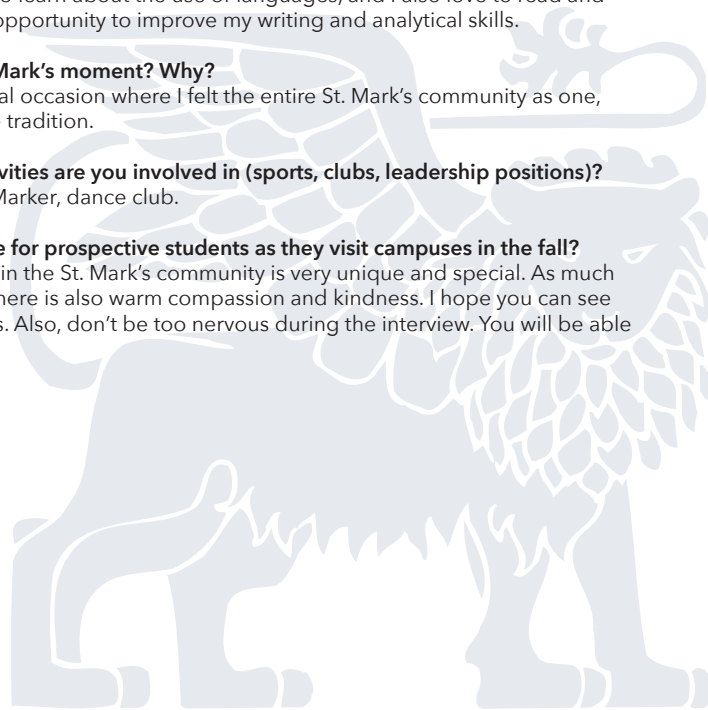 to learn about the use of languages, and I also love to read and
opportunity to improve my writing and analytical skills.
Mark's moment? Why?
al occasion where I felt the entire St. Mark's community as one,
tradition.
vities are you involved in (sports, clubs, leadership positions)?
Marker, dance club.
e for prospective students as they visit campuses in the fall?
in the St. Mark's community is very unique and special. As much
here is also warm compassion and kindness. I hope you can see
s. Also, don't be too nervous during the interview. You will be able